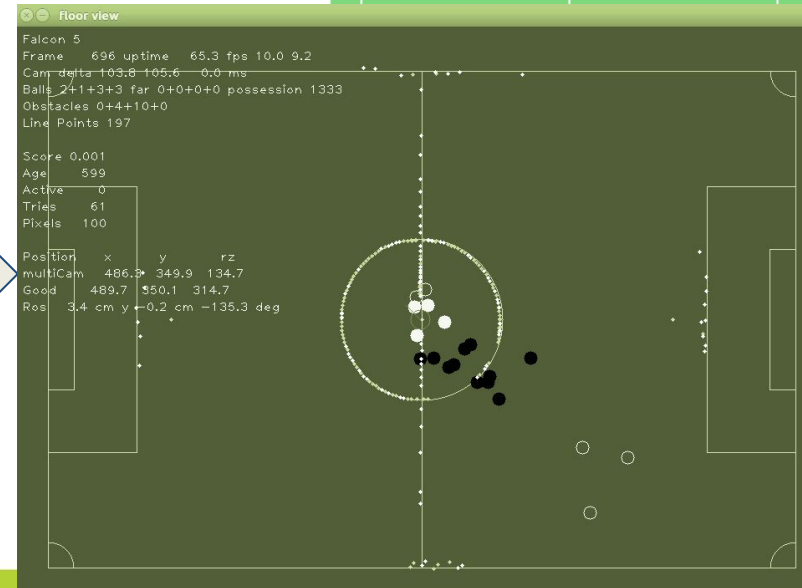 floor view
Falcon 5
Frame 696 uptime 65.3 fps 10.0 9.2
Cam delta 103.8 105.6 0.0 ms
Balls 2+1+3+3 far 0+0+0+0 possession 1333
Obstacles 0+4+10+0
Line Points 197
Score 0.001
Age 599
Active 0
Tries 61
Pixels 100
Position x y rz
multiCam 486.3 349.9 134.7
Good 489.7 350.1 314.7
Ros 3.4 cm y -0.2 cm -135.3 deg